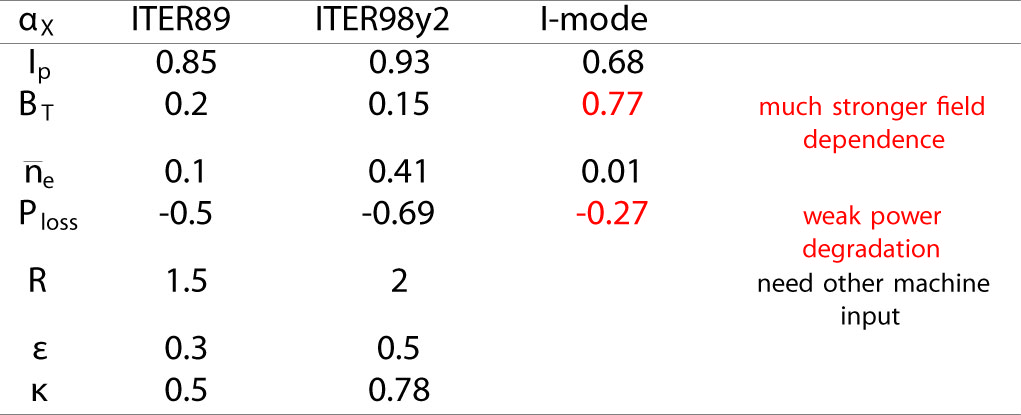 αX ITER89 ITER98y2 I-mode
Ip 0.85 0.93 0.68
BT 0.2 0.15 0.77 much stronger field
dependence
n̅e 0.1 0.41 0.01
Ploss -0.5 -0.69 -0.27 weak power
degradation
R 1.5 2 need other machine
input
ε 0.3 0.5
κ 0.5 0.78